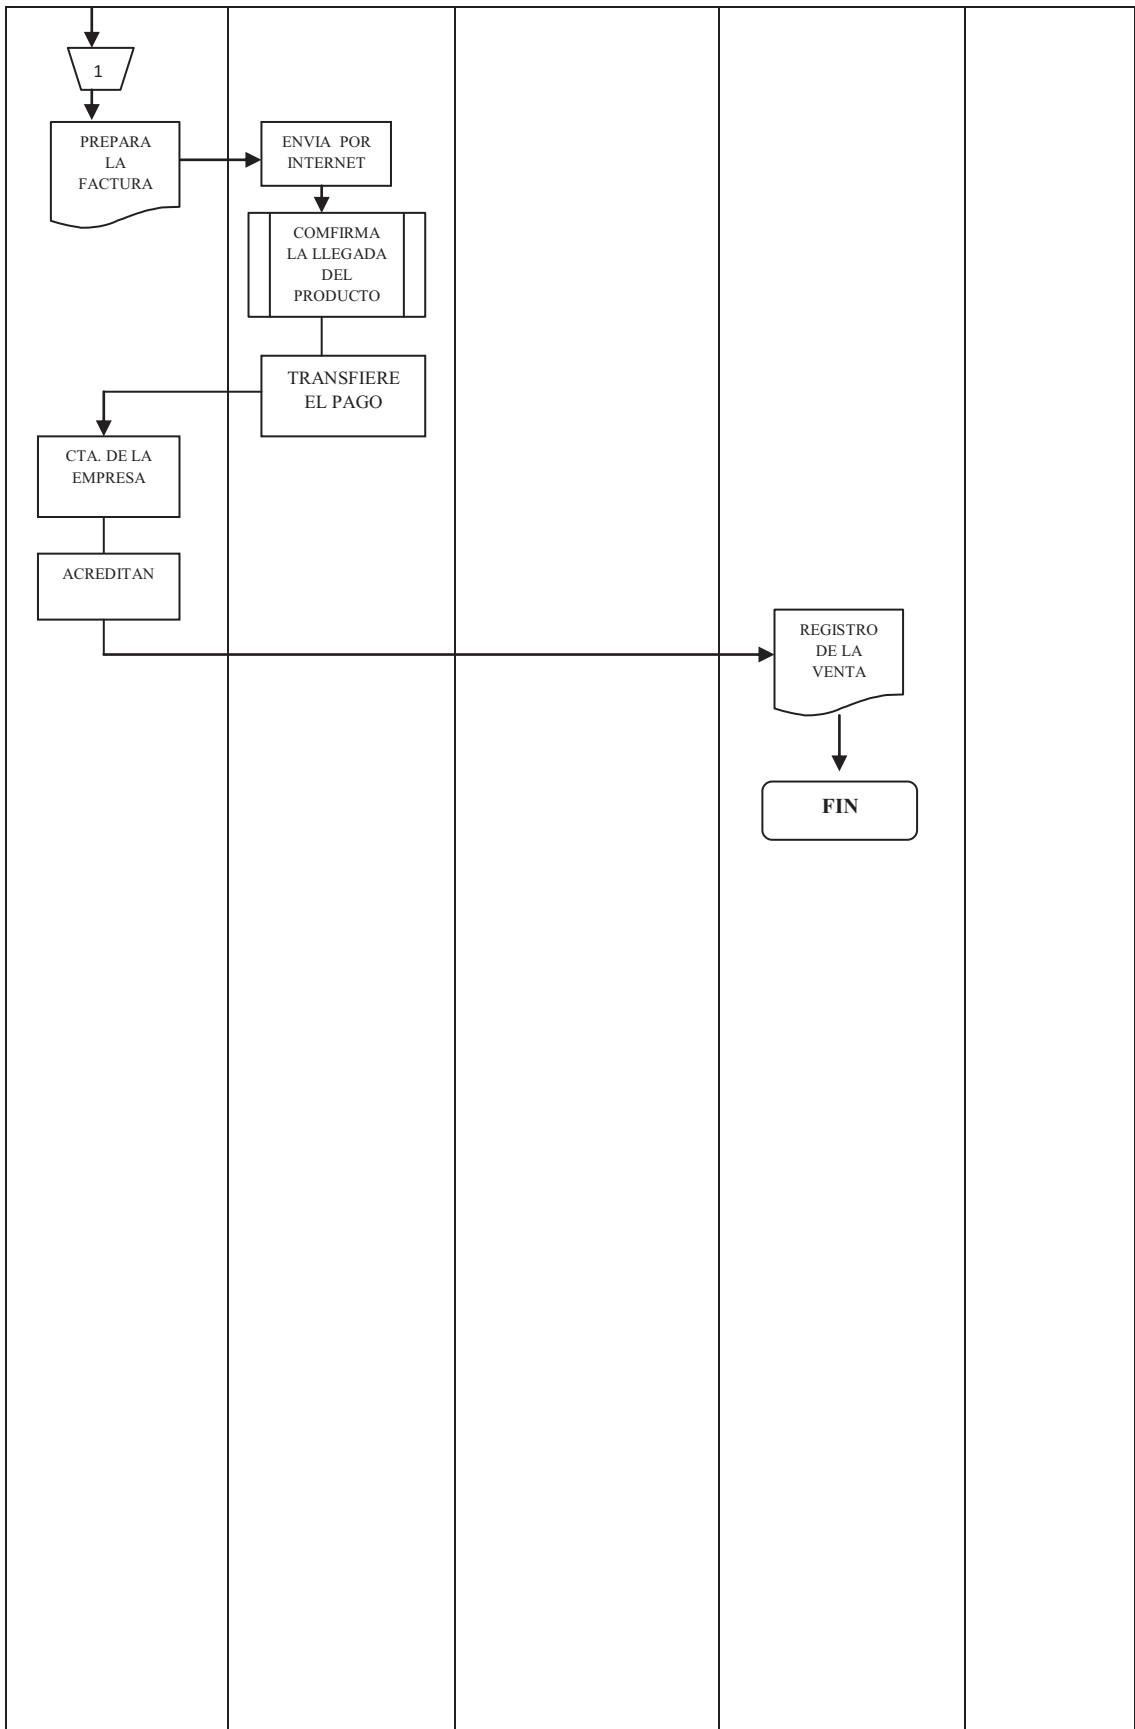 1
PREPARA
LA
FACTURA
ENVIA POR
INTERNET
COMFIRMA
LA LLEGADA
DEL
PRODUCTO
TRANSFIERE
EL PAGO
CTA. DE LA
EMPRESA
ACREDITAN
REGISTRO
DE LA
VENTA
FIN